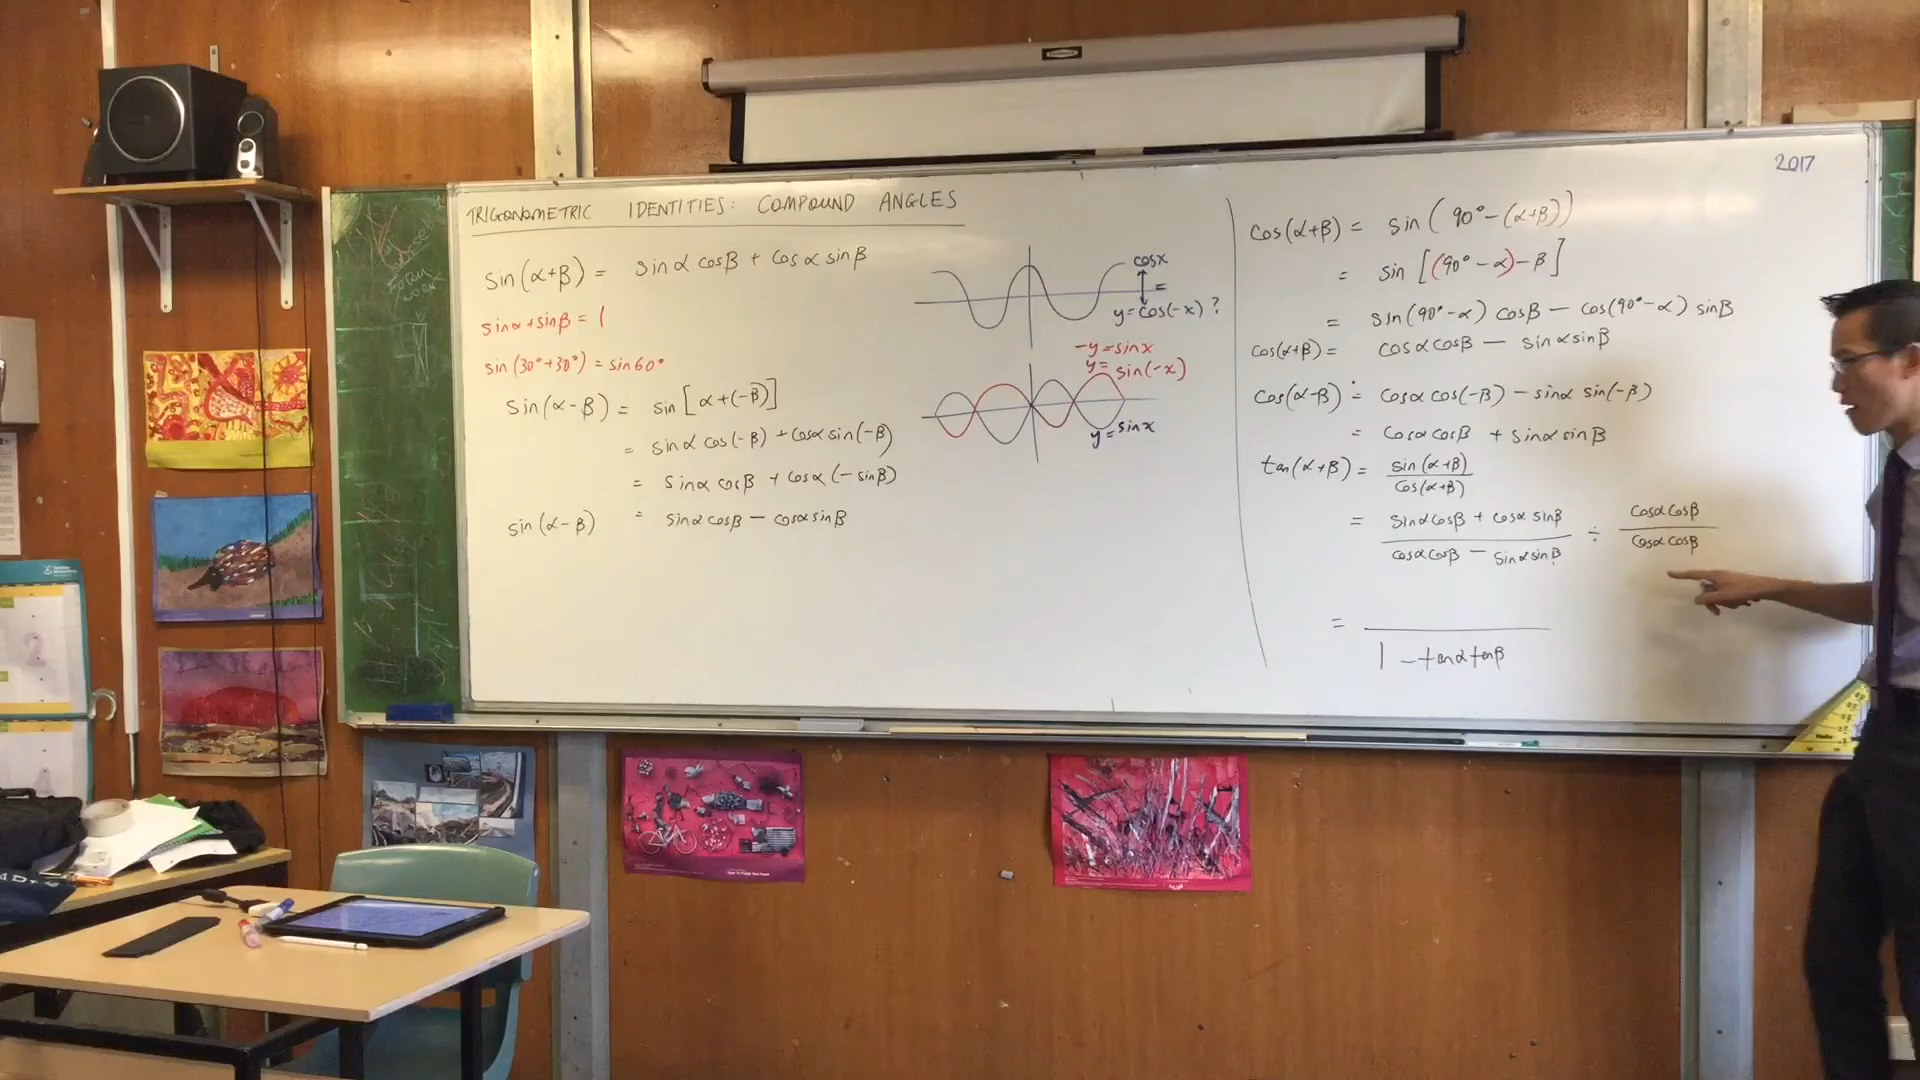 2017
TRIGONOMETRIC IDENTITIES: COMPOUND ANGLES
sin(α+β) = sinα cosβ + cosα sinβ
sinα+sinβ = 1
sin(30°+30°) = sin60°
sin(α-β) = sin[α+(-β)]
= sinα cos(-β) + cosα sin(-β)
= sinα cosβ + cosα(-sinβ)
sin(α-β) = sinα cosβ - cosα sinβ
cosx
=
y=cos(-x)?
-y=sinx
y=sin(-x)
y=sinx
cos(α+β) = sin(90°-(α+β))
= sin[(90°-α)-β]
= sin(90°-α) cosβ - cos(90°-α) sinβ
cos(α+β) = cosα cosβ - sinα sinβ
cos(α-β) = cosα cos(-β) - sinα sin(-β)
= cosα cosβ + sinα sinβ
tan(α+β) = sin(α+β)
cos(α+β)
= sinα cosβ + cosα sinβ ÷ cosα cosβ
cosα cosβ - sinα sinβ cosα cosβ
=
1 - tanα tanβ